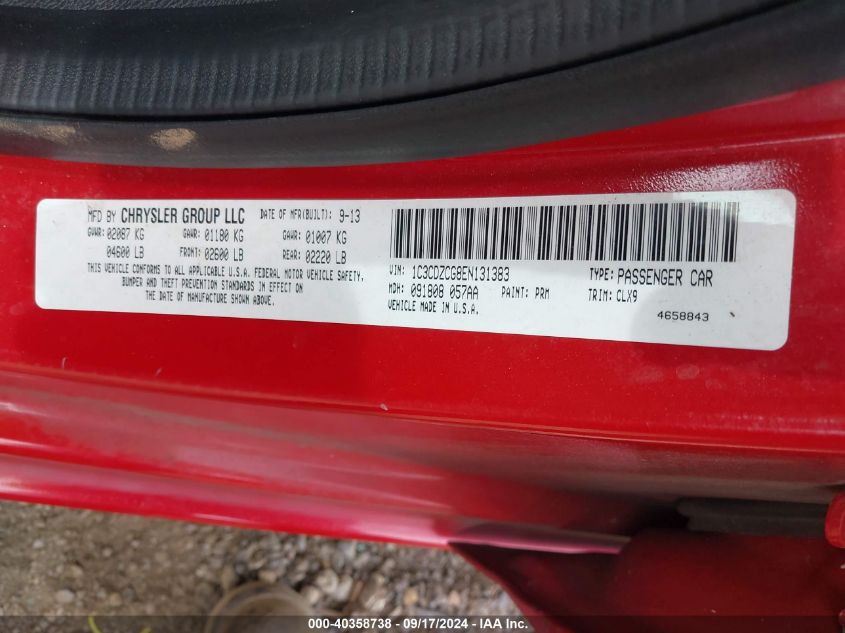 MFD BY CHRYSLER GROUP LLC DATE OF MFR(BUILT): 9-13
GVWR: 02087 KG GAWR: 01180 KG GAWR: 01007 KG
04600 LB FRONT: 02600 LB REAR: 02220 LB
THIS VEHICLE CONFORMS TO ALL APPLICABLE U.S.A. FEDERAL MOTOR VEHICLE SAFETY,
BUMPER AND THEFT PREVENTION STANDARDS IN EFFECT ON
THE DATE OF MANUFACTURE SHOWN ABOVE.
VIN: 1C3CDZCG8EN131383 TYPE: PASSENGER CAR
MDH: 091808 057AA PAINT: PRM TRIM: CLX9
VEHICLE MADE IN U.S.A. 4658843
000-40358738 - 09/17/2024 - IAA Inc.